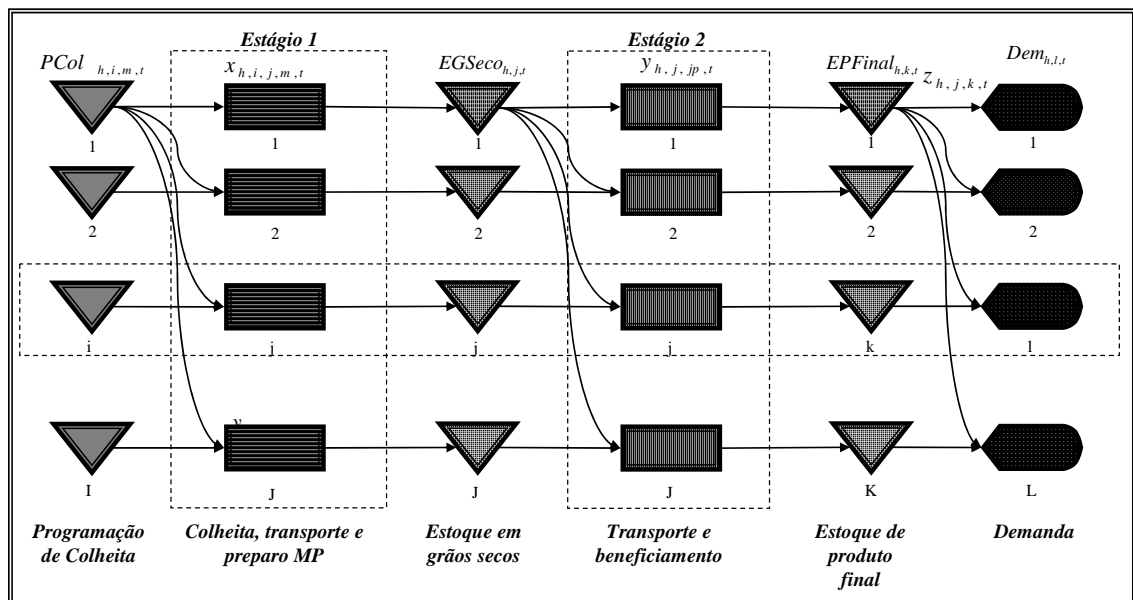 Estágio 1
Estágio 2
PCol h,i,m,t
x h,i,j,m,t
EGSeco h,j,t
y h,j,jp,t
EPFinal h,k,t
z h,j,k,t
Dem h,l,t
1 1 1 1 1 1
2 2 2 2 2 2
i j j j k l
I J J J K L
Programação de Colheita
Colheita, transporte e preparo MP
Estoque em grãos secos
Transporte e beneficiamento
Estoque de produto final
Demanda